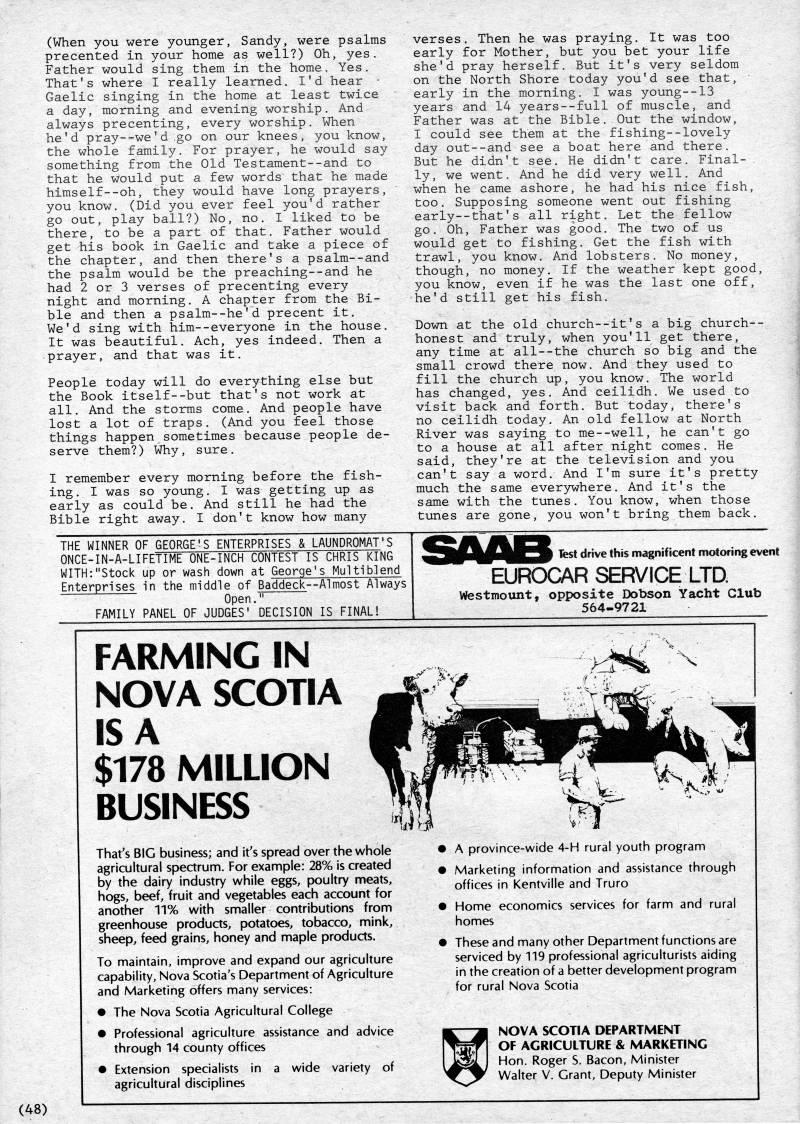 (When you were younger, Sandy, were psalms
precented in your home as well?) Oh, yes.
Father would sing them in the home. Yes.
That's where I really learned. I'd hear
Gaelic singing in the home at least twice
a day, morning and evening worship. And
always precenting, every worship. When
he'd pray--we'd go on our knees, you know,
the whole family. For prayer, he would say
something from the Old Testament--and to
that he would put a few words that he made
himself--oh, they would have long prayers,
you know. (Did you ever feel you'd rather
go out, play ball?) No, no. I liked to be
there, to be a part of that. Father would
get his book in Gaelic and take a piece of
the chapter, and then there's a psalm--and
the psalm would be the preaching--and he
had 2 or 3 verses of precenting every
night and morning. A chapter from the Bi-
ble and then a psalm--he'd precent it.
We'd sing with him--everyone in the house.
It was beautiful. Ach, yes indeed. Then a
prayer, and that was it.

People today will do everything else but
the Book itself--but that's not work at
all. And the storms come. And people have
lost a lot of traps. (And you feel those
things happen sometimes because people de-
serve them?) Why, sure.

I remember every morning before the fish-
ing. I was so young. I was getting up as
early as could be. And still he had the
Bible right away. I don't know how many
verses. Then he was praying. It was too
early for Mother, but you bet your life
she'd pray herself. But it's very seldom
on the North Shore today you'd see that,
early in the morning. I was young--13
years and 14 years--full of muscle, and
Father was at the Bible. Out the window,
I could see them at the fishing--lovely
day out--and see a boat here and there.
But he didn't see. He didn't care. Final-
ly, we went. And he did very well. And
when he came ashore, he had his nice fish,
too. Supposing someone went out fishing
early--that's all right. Let the fellow
go. Oh, Father was good. The two of us
would get to fishing. Get the fish with
trawl, you know. And lobsters. No money,
though, no money. If the weather kept good,
you know, even if he was the last one off,
he'd still get his fish.

Down at the old church--it's a big church--
honest and truly, when you'll get there,
any time at all--the church so big and the
small crowd there now. And they used to
fill the church up, you know. The world
has changed, yes. And ceilidh. We used to
visit back and forth. But today, there's
no ceilidh today. An old fellow at North
River was saying to me--well, he can't go
to a house at all after night comes. He
said, they're at the television and you
can't say a word. And I'm sure it's pretty
much the same everywhere. And it's the
same with the tunes. You know, when those
tunes are gone, you won't bring them back.

THE WINNER OF GEORGE'S ENTERPRISES & LAUNDROMAT'S
ONCE-IN-A-LIFETIME ONE-INCH CONTEST IS CHRIS KING
WITH:"Stock up or wash down at George's Multiblend
Enterprises in the middle of Baddeck--Almost Always
Open."
FAMILY PANEL OF JUDGES' DECISION IS FINAL!

SAAB Test drive this magnificent motoring event
EUROCAR SERVICE LTD.
Westmount, opposite Dobson Yacht Club
564-9721

FARMING IN
NOVA SCOTIA
IS A
$178 MILLION
BUSINESS

That's BIG business; and it's spread over the whole
agricultural spectrum. For example: 28% is created
by the dairy industry while eggs, poultry meats,
hogs, beef, fruit and vegetables each account for
another 11% with smaller contributions from
greenhouse products, potatoes, tobacco, mink,
sheep, feed grains, honey and maple products.

To maintain, improve and expand our agriculture
capability, Nova Scotia's Department of Agriculture
and Marketing offers many services:
● The Nova Scotia Agricultural College
● Professional agriculture assistance and advice
through 14 county offices
● Extension specialists in a wide variety of
agricultural disciplines
● A province-wide 4-H rural youth program
● Marketing information and assistance through
offices in Kentville and Truro
● Home economics services for farm and rural
homes
● These and many other Department functions are
serviced by 119 professional agriculturists aiding
in the creation of a better development program
for rural Nova Scotia

NOVA SCOTIA DEPARTMENT
OF AGRICULTURE & MARKETING
Hon. Roger S. Bacon, Minister
Walter V. Grant, Deputy Minister

(48)